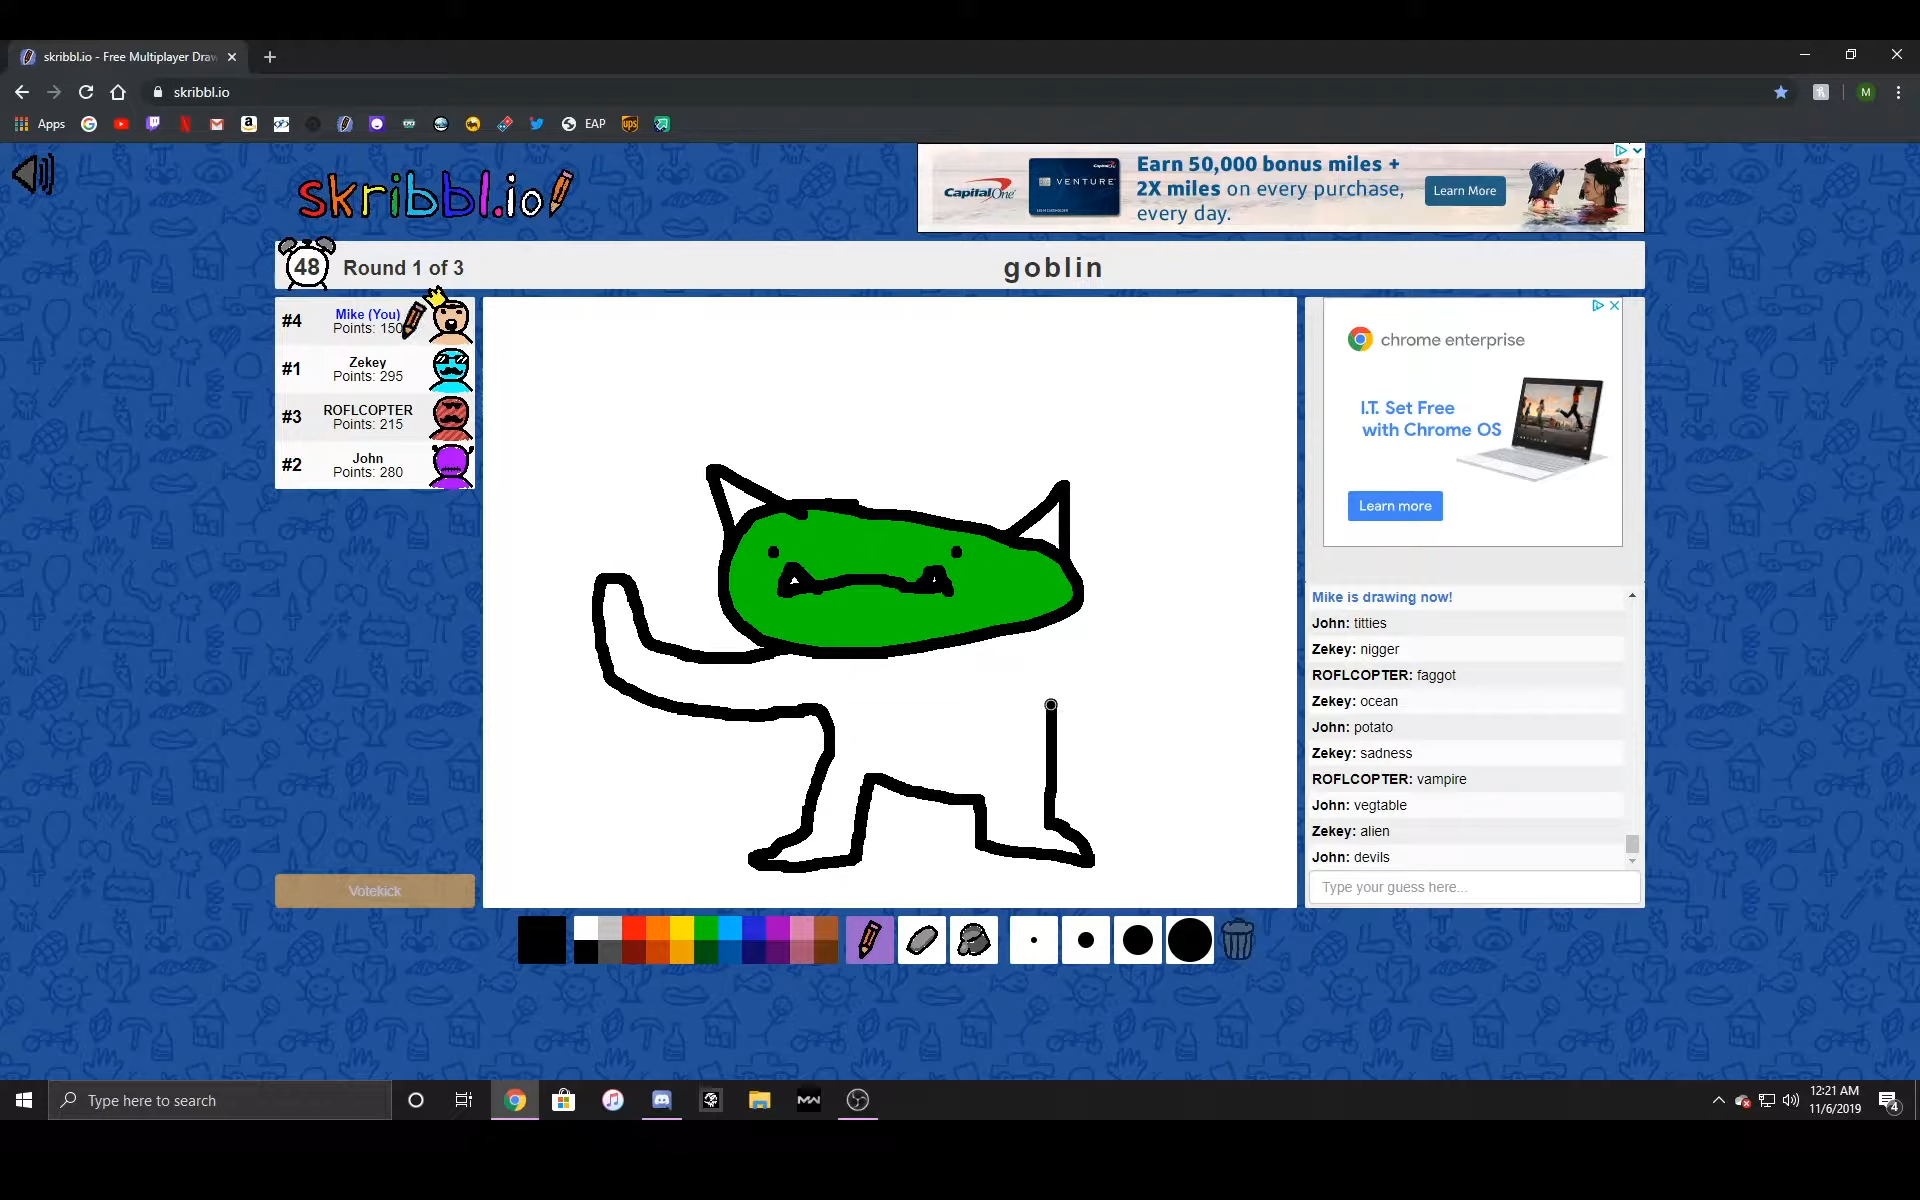 skribbl.io - Free Multiplayer Draw
skribbl.io
Apps
EAP
ups
skribbl.io
CapitalOne
VENTURE
Earn 50,000 bonus miles +
2X miles on every purchase,
every day.
Learn More
48
Round 1 of 3
goblin
#4
Mike (You)
Points: 150
#1
Zekey
Points: 295
#3
ROFLCOPTER
Points: 215
#2
John
Points: 280
chrome enterprise
I.T. Set Free
with Chrome OS
Learn more
Mike is drawing now!
John: titties
Zekey: nigger
ROFLCOPTER: faggot
Zekey: ocean
John: potato
Zekey: sadness
ROFLCOPTER: vampire
John: vegtable
Zekey: alien
John: devils
Type your guess here...
Votekick
Type here to search
12:21 AM
11/6/2019
4